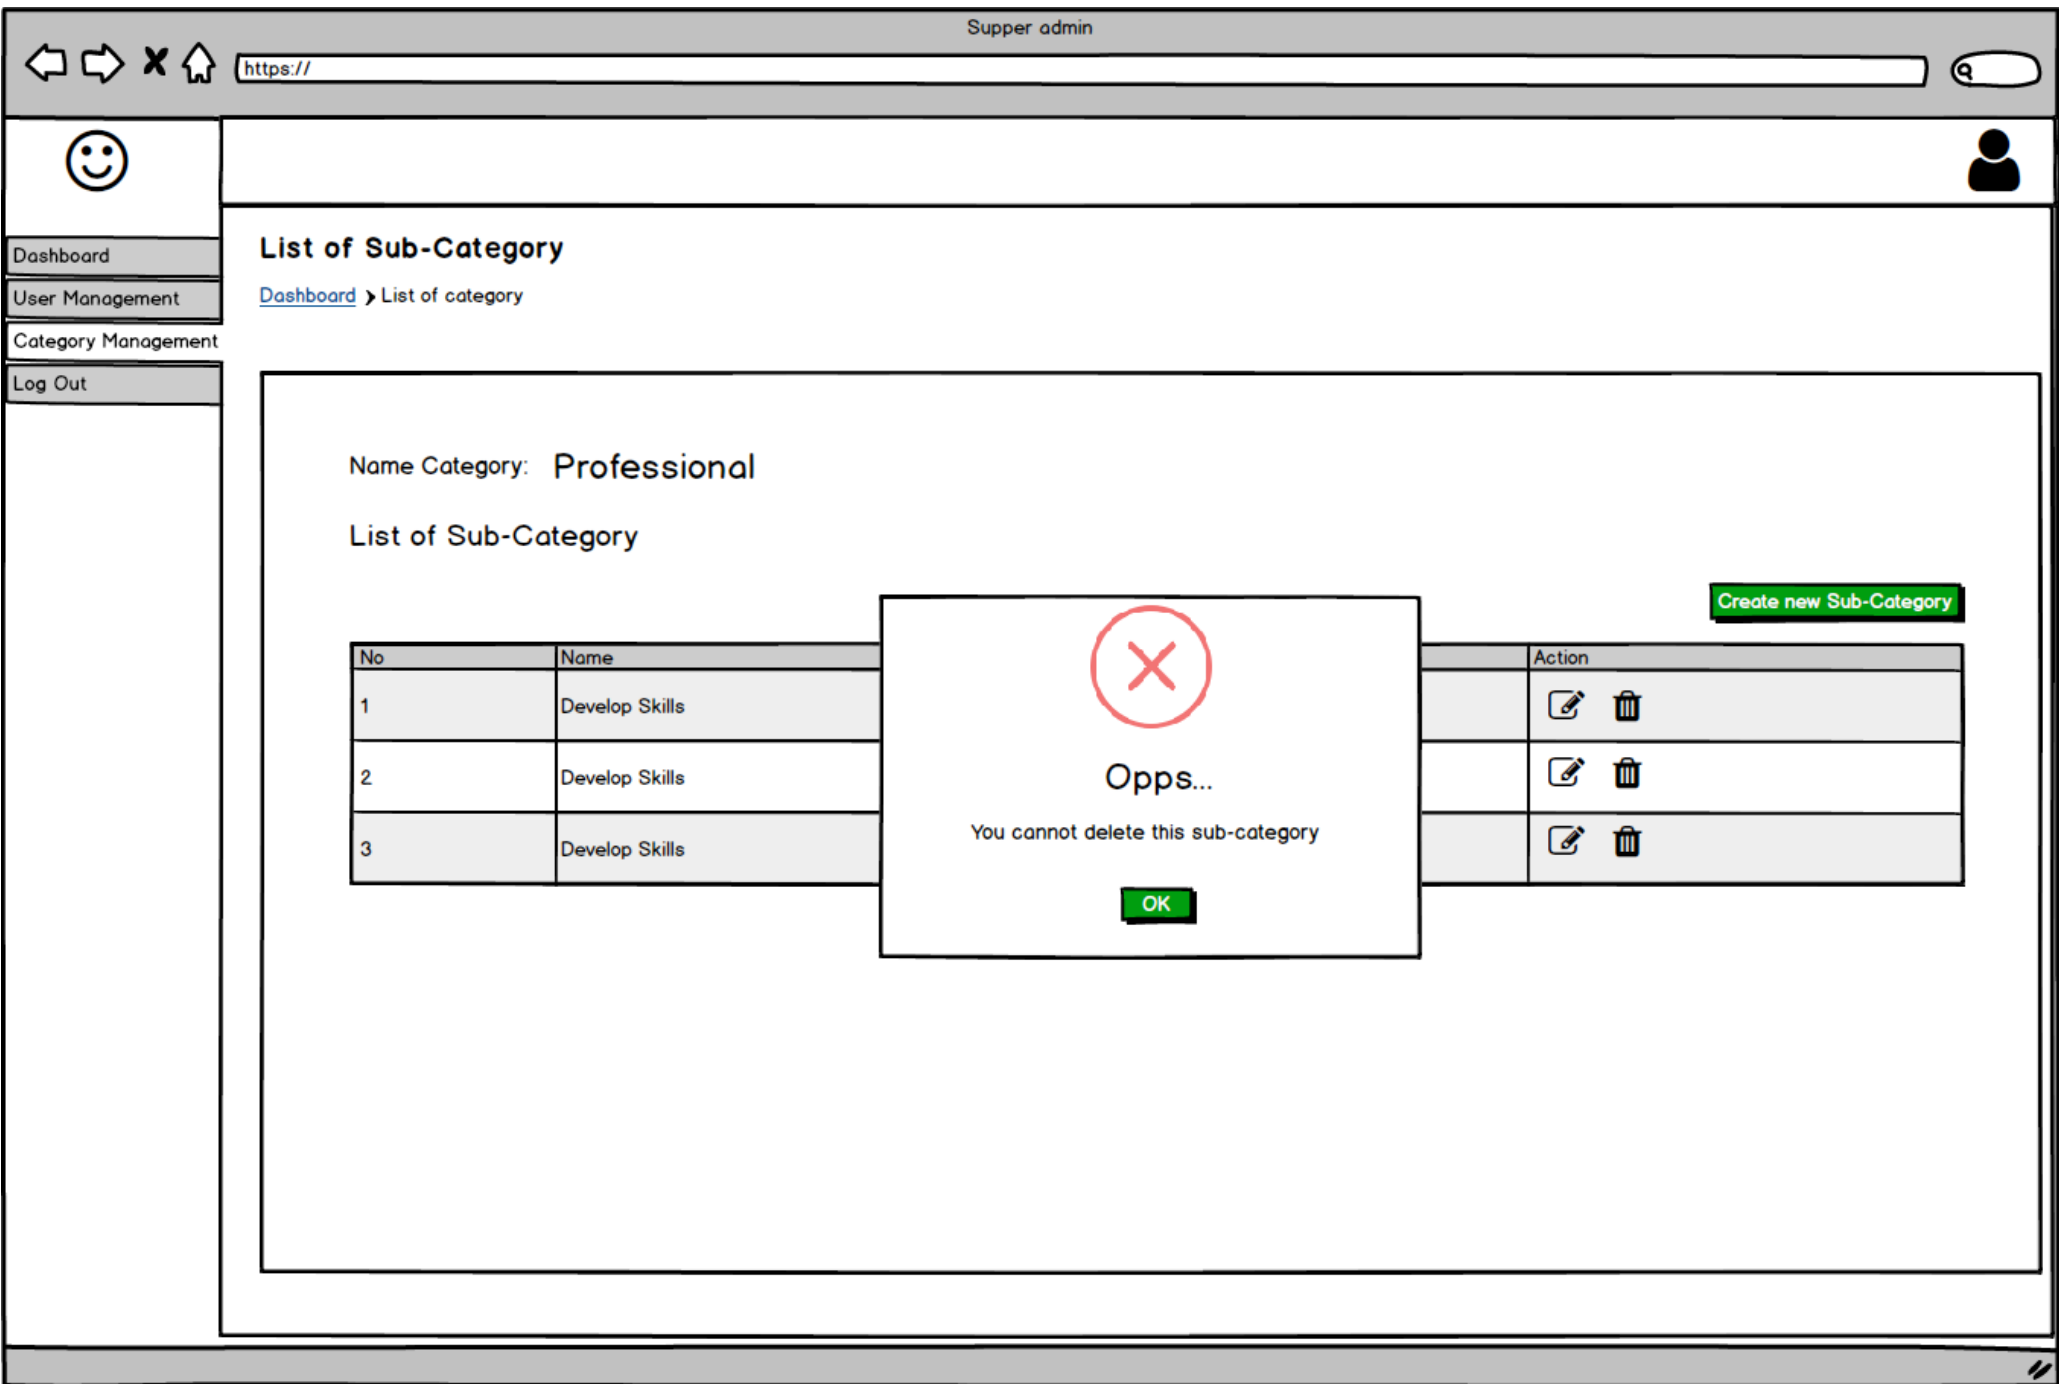 Supper admin
https://
Dashboard
User Management
Category Management
Log Out
List of Sub-Category
Dashboard > List of category
Name Category: Professional
List of Sub-Category
Create new Sub-Category
No Name Action
1 Develop Skills
2 Develop Skills
3 Develop Skills
Opps...
You cannot delete this sub-category
OK